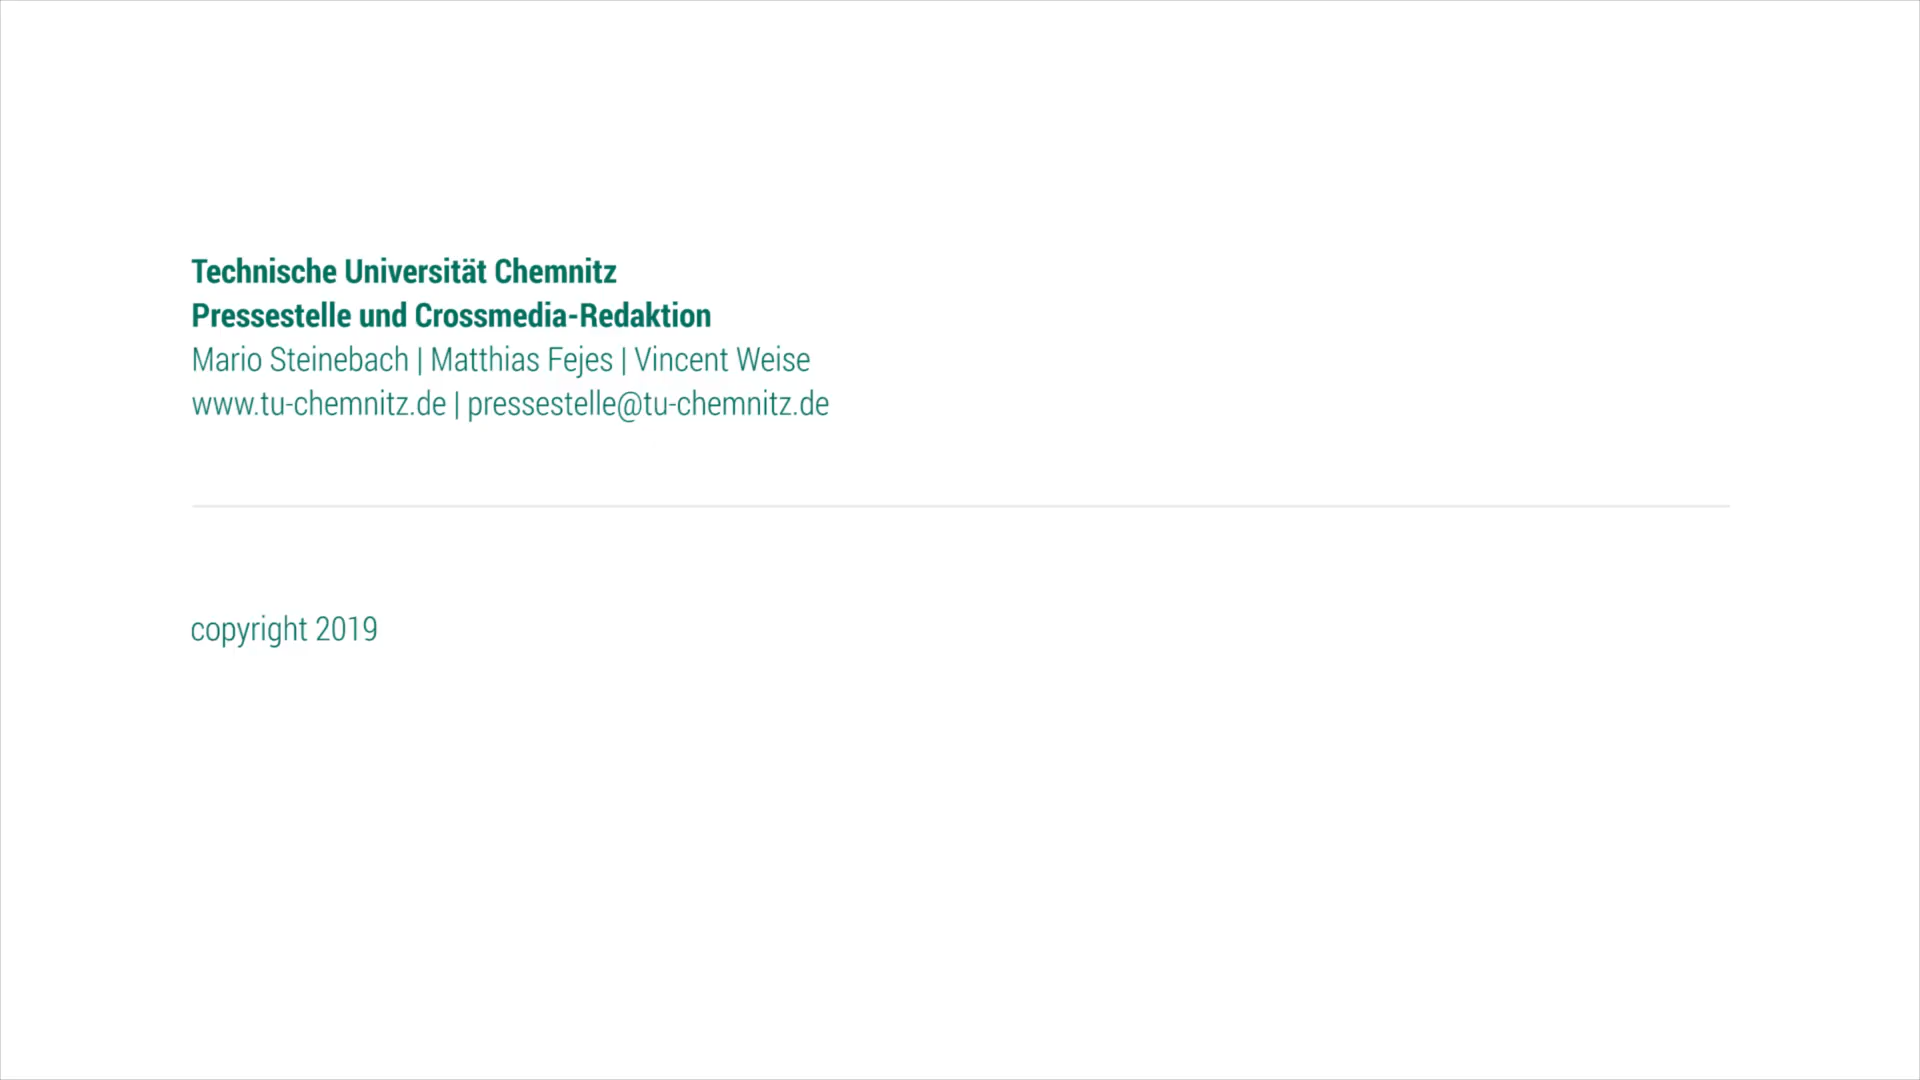 Technische Universität Chemnitz
Pressestelle und Crossmedia-Redaktion
Mario Steinebach | Matthias Fejes | Vincent Weise
www.tu-chemnitz.de | pressestelle@tu-chemnitz.de
copyright 2019